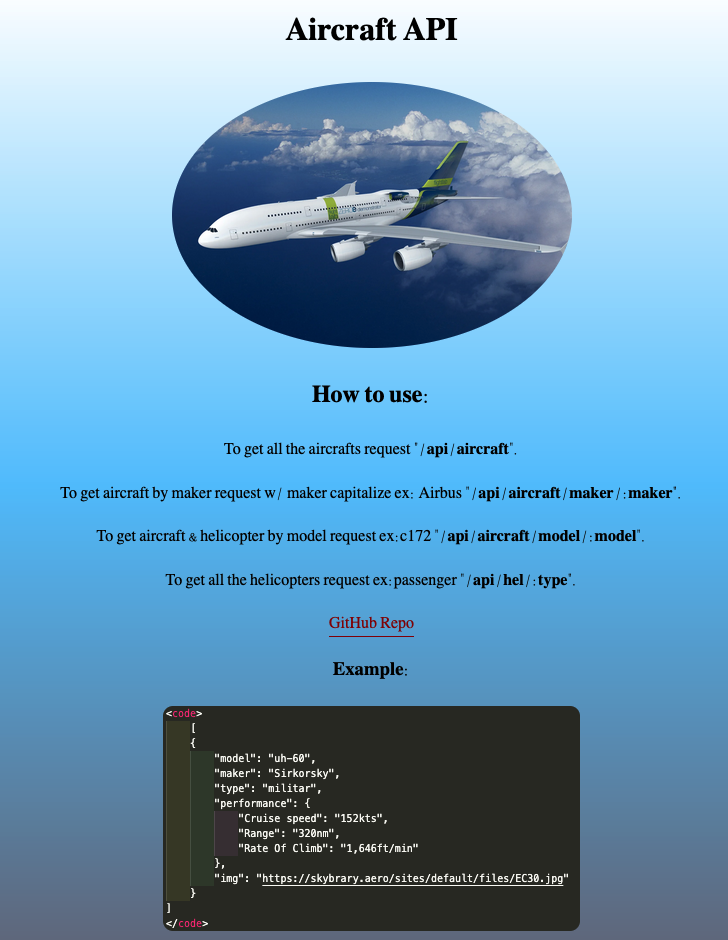 Aircraft API
How to use:
To get all the aircrafts request "/api/aircraft".
To get aircraft by maker request w/ maker capitalize ex: Airbus "/api/aircraft/maker/:maker".
To get aircraft & helicopter by model request ex:c172 "/api/aircraft/model/:model".
To get all the helicopters request ex:passenger "/api/hel/:type".
GitHub Repo
Example:
<code>
[
{
"model": "uh-60",
"maker": "Sirkorsky",
"type": "militar",
"performance": {
"Cruise speed": "152kts",
"Range": "320nm",
"Rate Of Climb": "1,646ft/min"
},
"img": "https://skybrary.aero/sites/default/files/EC30.jpg"
}
]
</code>